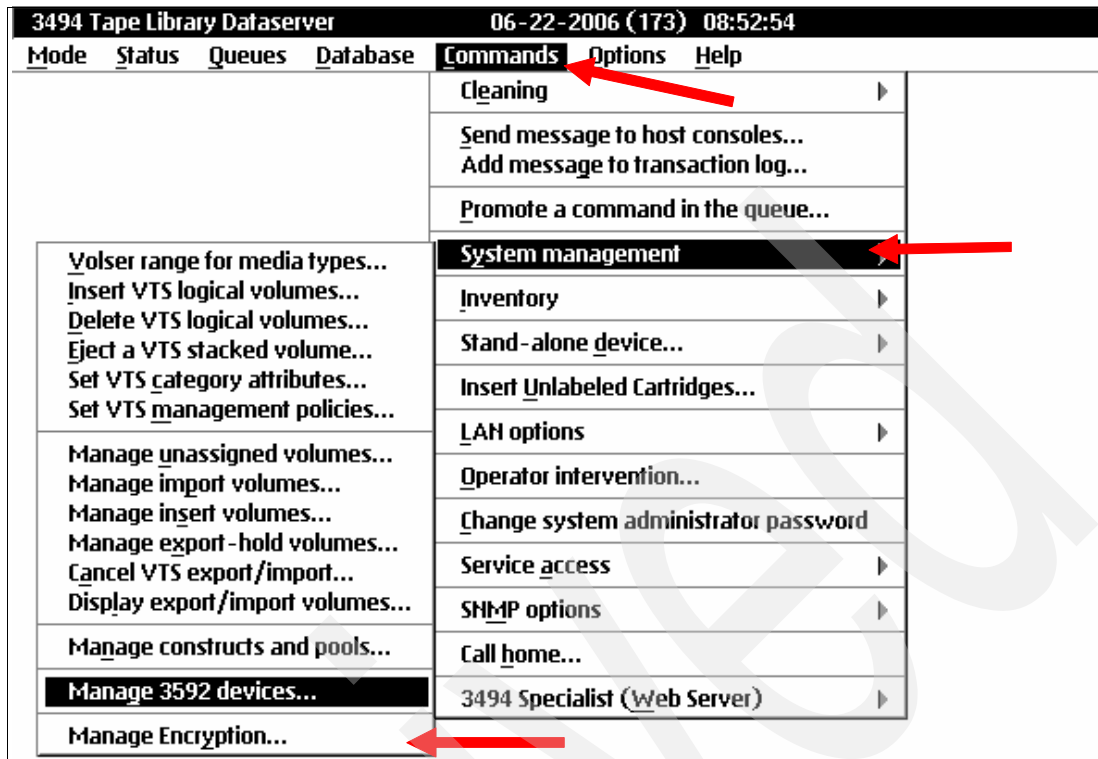 3494 Tape Library Dataserver 06-22-2006 (173) 08:52:54
Mode Status Queues Database Commands Options Help
Cleaning
Send message to host consoles...
Add message to transaction log...
Promote a command in the queue...
System management
Inventory
Stand-alone device...
Insert Unlabeled Cartridges...
LAN options
Operator intervention...
Change system administrator password
Service access
SNMP options
Call home...
3494 Specialist (Web Server)
Volser range for media types...
Insert VTS logical volumes...
Delete VTS logical volumes...
Eject a VTS stacked volume...
Set VTS category attributes...
Set VTS management policies...
Manage unassigned volumes...
Manage import volumes...
Manage insert volumes...
Manage export-hold volumes...
Cancel VTS export/import...
Display export/import volumes...
Manage constructs and pools...
Manage 3592 devices...
Manage Encryption...